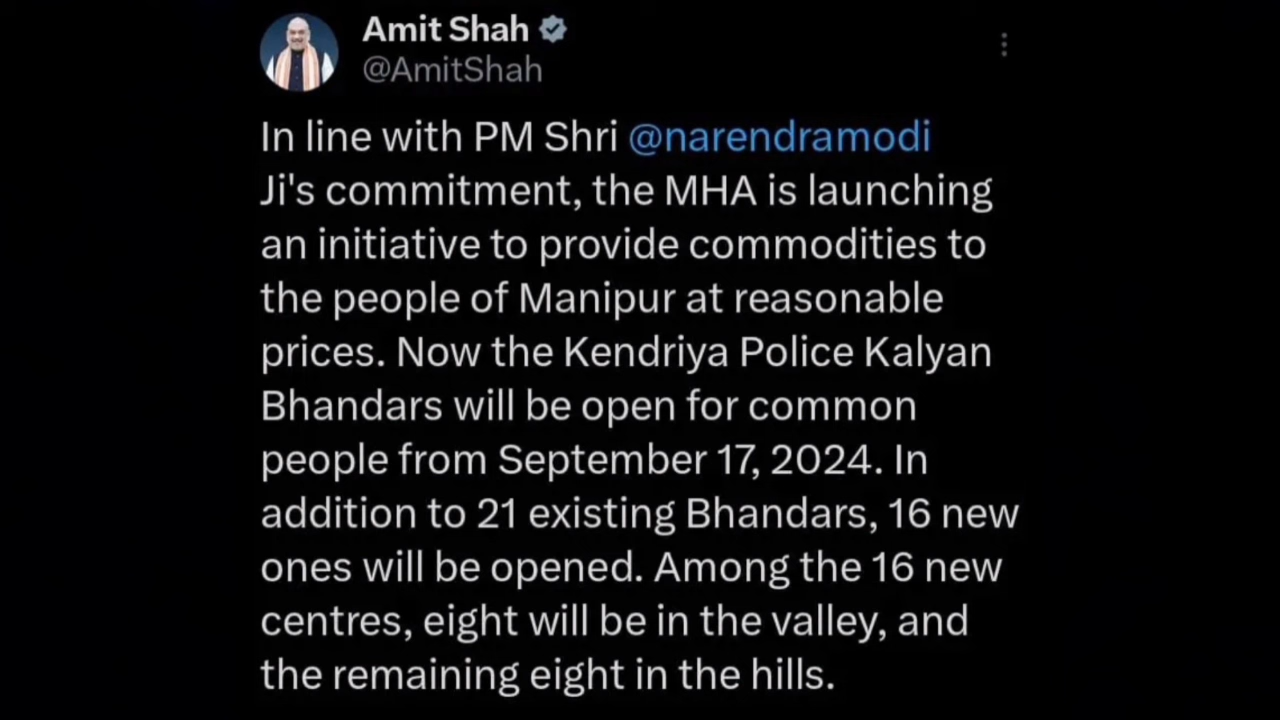 Amit Shah
@AmitShah
In line with PM Shri @narendramodi
Ji's commitment, the MHA is launching
an initiative to provide commodities to
the people of Manipur at reasonable
prices. Now the Kendriya Police Kalyan
Bhandars will be open for common
people from September 17, 2024. In
addition to 21 existing Bhandars, 16 new
ones will be opened. Among the 16 new
centres, eight will be in the valley, and
the remaining eight in the hills.